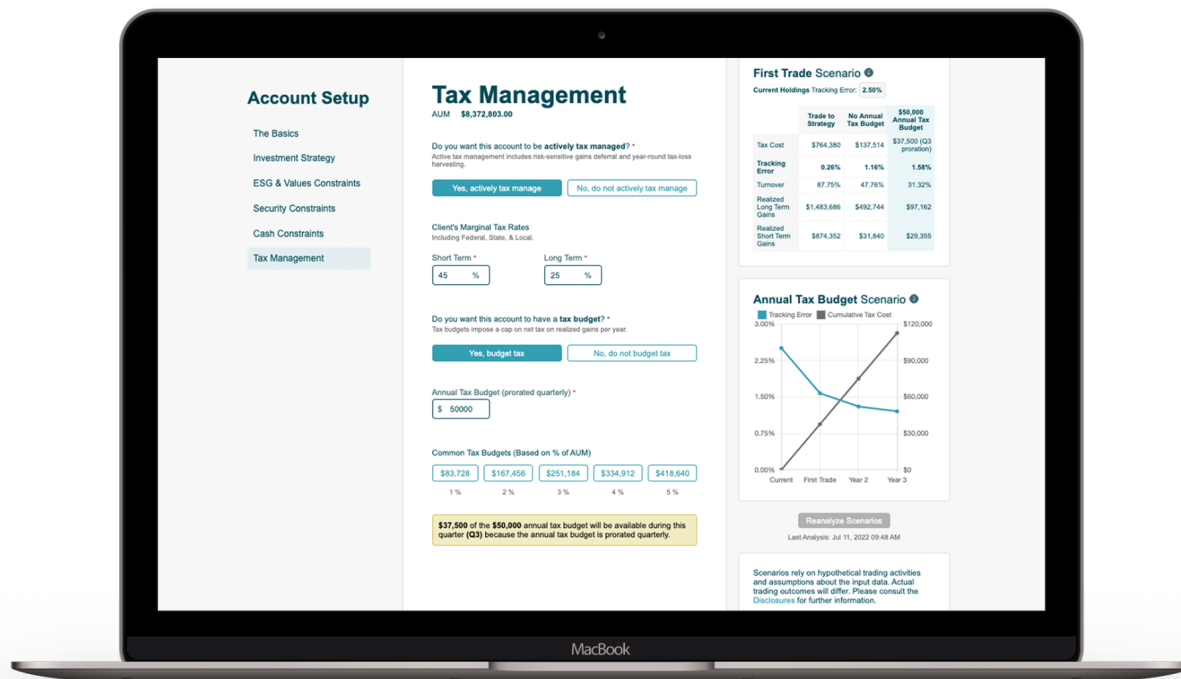 Account Setup
The Basics
Investment Strategy
ESG & Values Constraints
Security Constraints
Cash Constraints
Tax Management
Tax Management
AUM $8,372,803.00
Do you want this account to be actively tax managed? *
Active tax management includes risk-sensitive gains deferral and year-round tax-loss
harvesting.
Yes, actively tax manage No, do not actively tax manage
Client's Marginal Tax Rates
Including Federal, State, & Local.
Short Term * Long Term *
45 % 25 %
Do you want this account to have a tax budget? *
Tax budgets impose a cap on net tax on realized gains per year.
Yes, budget tax No, do not budget tax
Annual Tax Budget (prorated quarterly) *
$ 50000
Common Tax Budgets (Based on % of AUM)
$83,728 $167,456 $251,184 $334,912 $418,640
1 % 2 % 3 % 4 % 5 %
$37,500 of the $50,000 annual tax budget will be available during this
quarter (Q3) because the annual tax budget is prorated quarterly.
First Trade Scenario
Current Holdings Tracking Error: 2.50%
Trade to Strategy No Annual Tax Budget $50,000 Annual Tax Budget
Tax Cost $764,380 $137,514 $37,500 (Q3 proration)
Tracking Error 0.26% 1.16% 1.58%
Turnover 87.75% 47.76% 31.32%
Realized Long Term Gains $1,483,686 $492,744 $97,162
Realized Short Term Gains $874,352 $31,840 $29,355
Annual Tax Budget Scenario
Tracking Error Cumulative Tax Cost
3.00% $120,000
2.25% $90,000
1.50% $60,000
0.75% $30,000
0.00% $0
Current First Trade Year 2 Year 3
Reanalyze Scenarios
Last Analysis: Jul 11, 2022 09:48 AM
Scenarios rely on hypothetical trading activities
and assumptions about the input data. Actual
trading outcomes will differ. Please consult the
Disclosures for further information.
MacBook